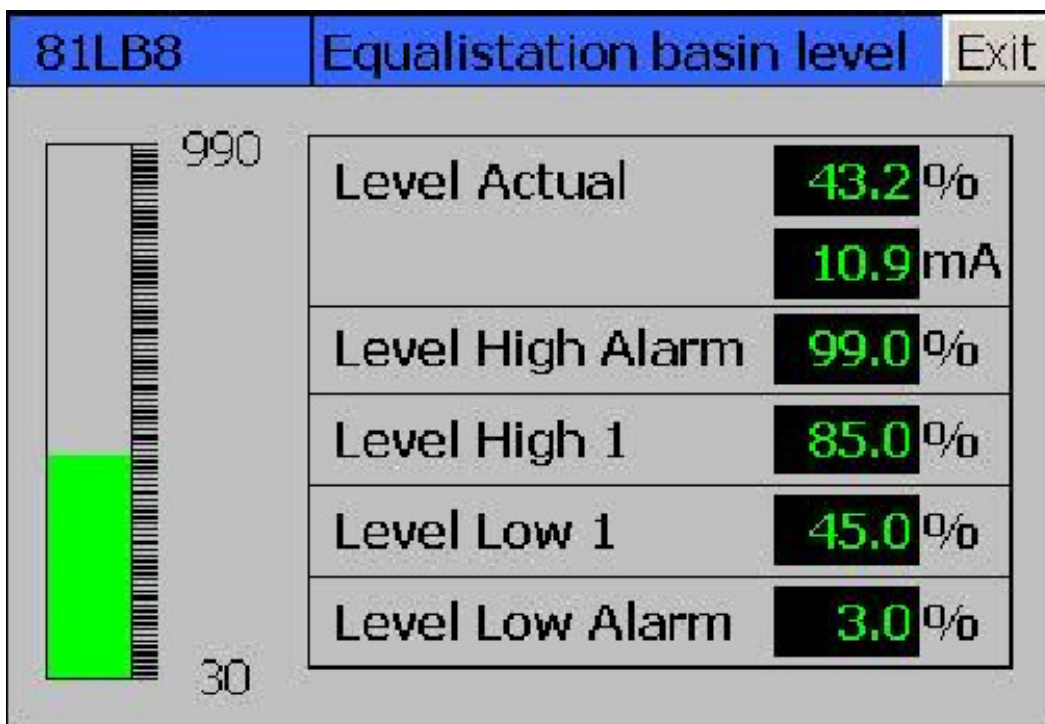 81LB8 Equalistation basin level Exit
990
Level Actual 43.2 %
10.9 mA
Level High Alarm 99.0 %
Level High 1 85.0 %
Level Low 1 45.0 %
Level Low Alarm 3.0 %
30